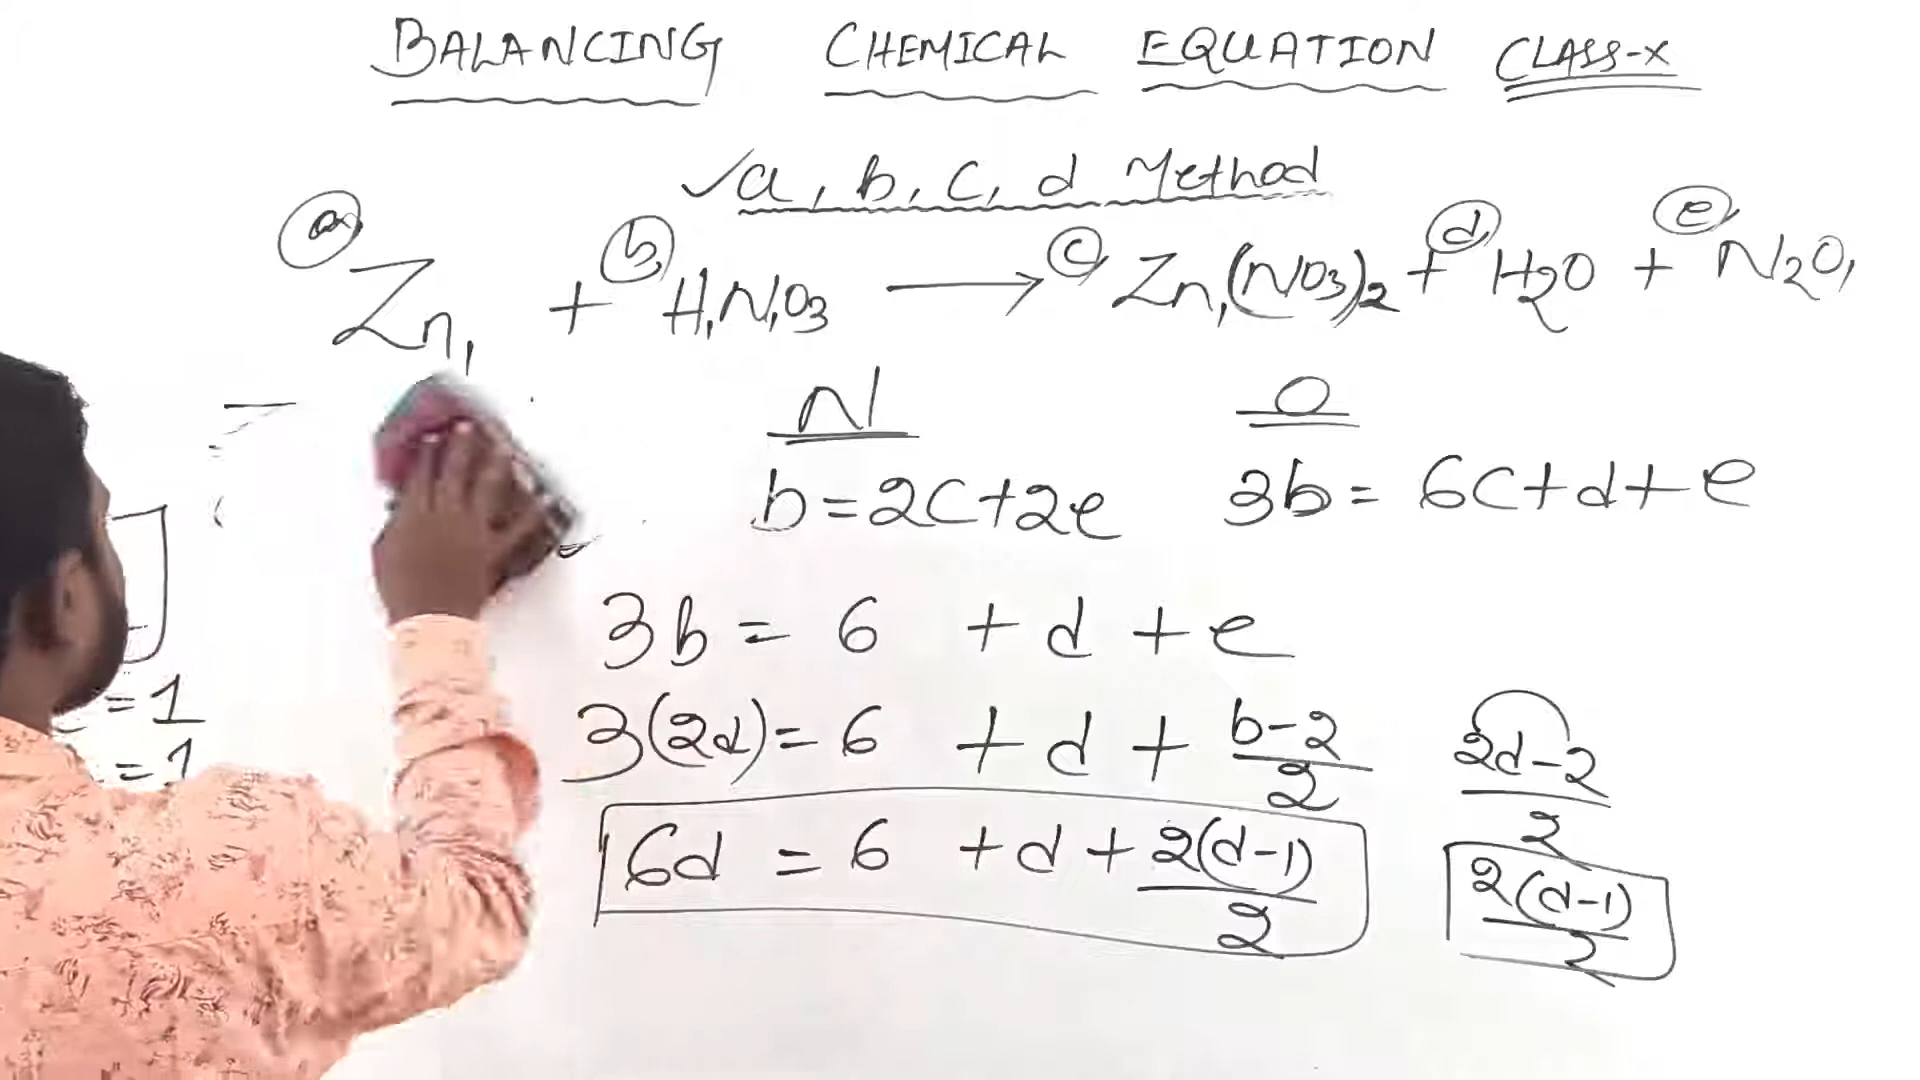 BALANCING CHEMICAL EQUATION CLASS-X
✓a, b, c, d Method
a Zn1 + b H1N1O3 ⟶ c Zn1(NO3)2 + d H2O + e N2O1
N
b=2c+2e
O
3b= 6c+d+e
3b = 6 + d + e
3(2d)= 6 + d + b-2/2
2d-2/2
6d = 6 + d + 2(d-1)/2
2(d-1)/2
=1
=1